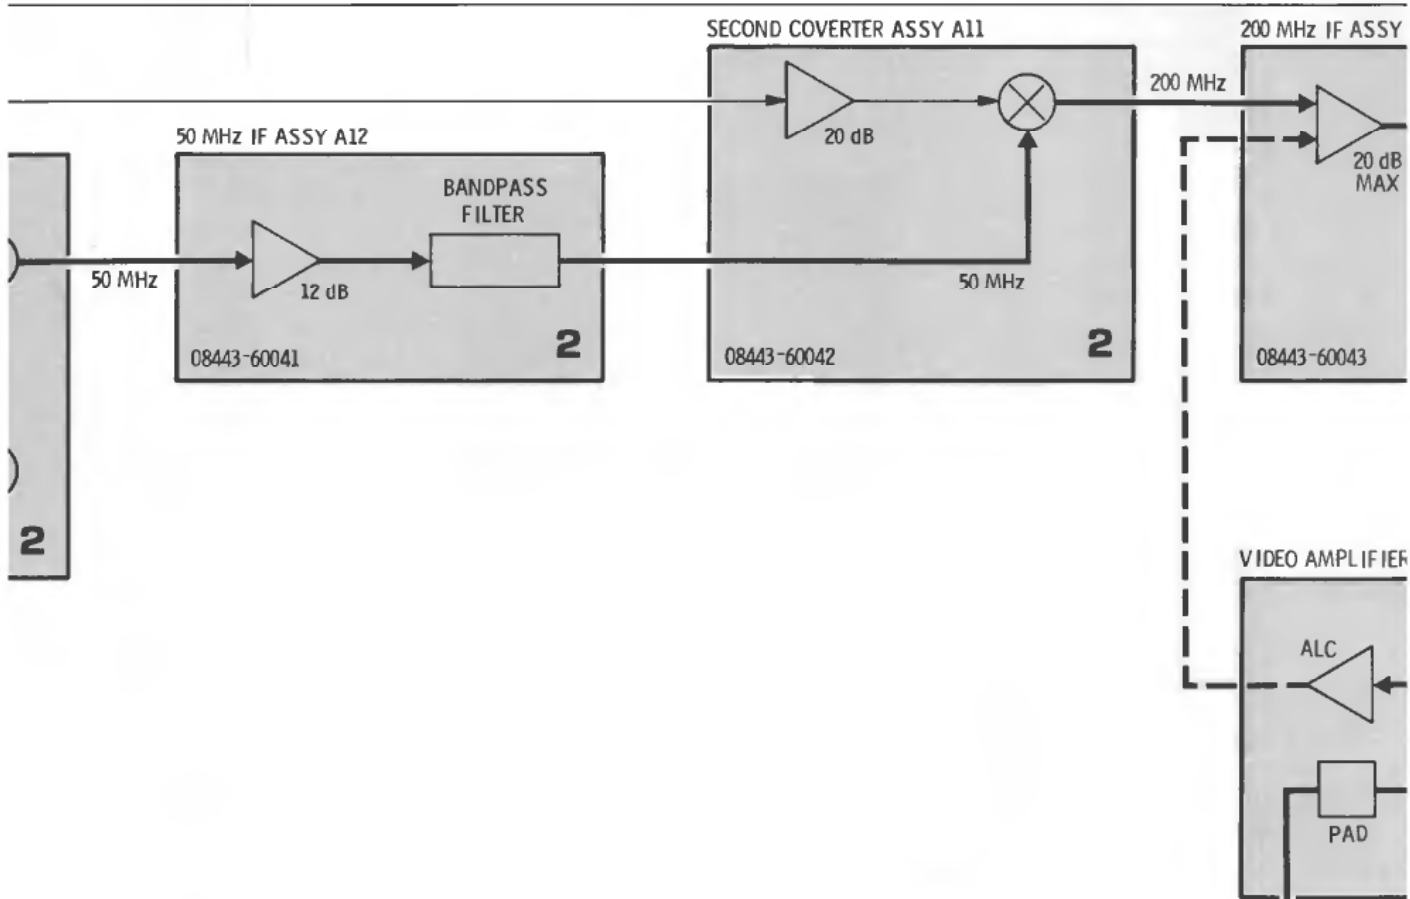 SECOND COVERTER ASSY A11
200 MHz IF ASSY
200 MHz
20 dB
20 dB
MAX
50 MHz IF ASSY A12
BANDPASS
FILTER
50 MHz
12 dB
50 MHz
2
08443-60041
2
08443-60042
2
08443-60043
2
VIDEO AMPLIFIER
ALC
PAD